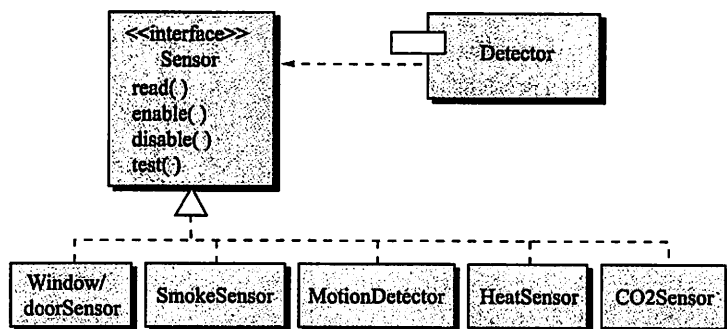 <<interface>>
Sensor
read( )
enable( )
disable( )
test( )
Detector
Window/
doorSensor
SmokeSensor
MotionDetector
HeatSensor
CO2Sensor